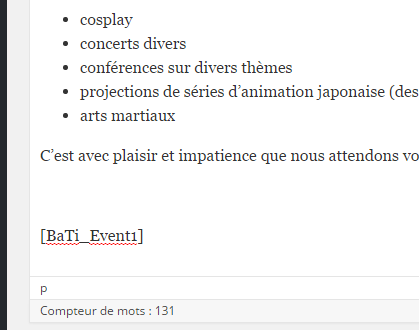 cosplay
concerts divers
conférences sur divers thèmes
projections de séries d’animation japonaise (des
arts martiaux
C’est avec plaisir et impatience que nous attendons vo
[BaTi_Event1]
p
Compteur de mots : 131